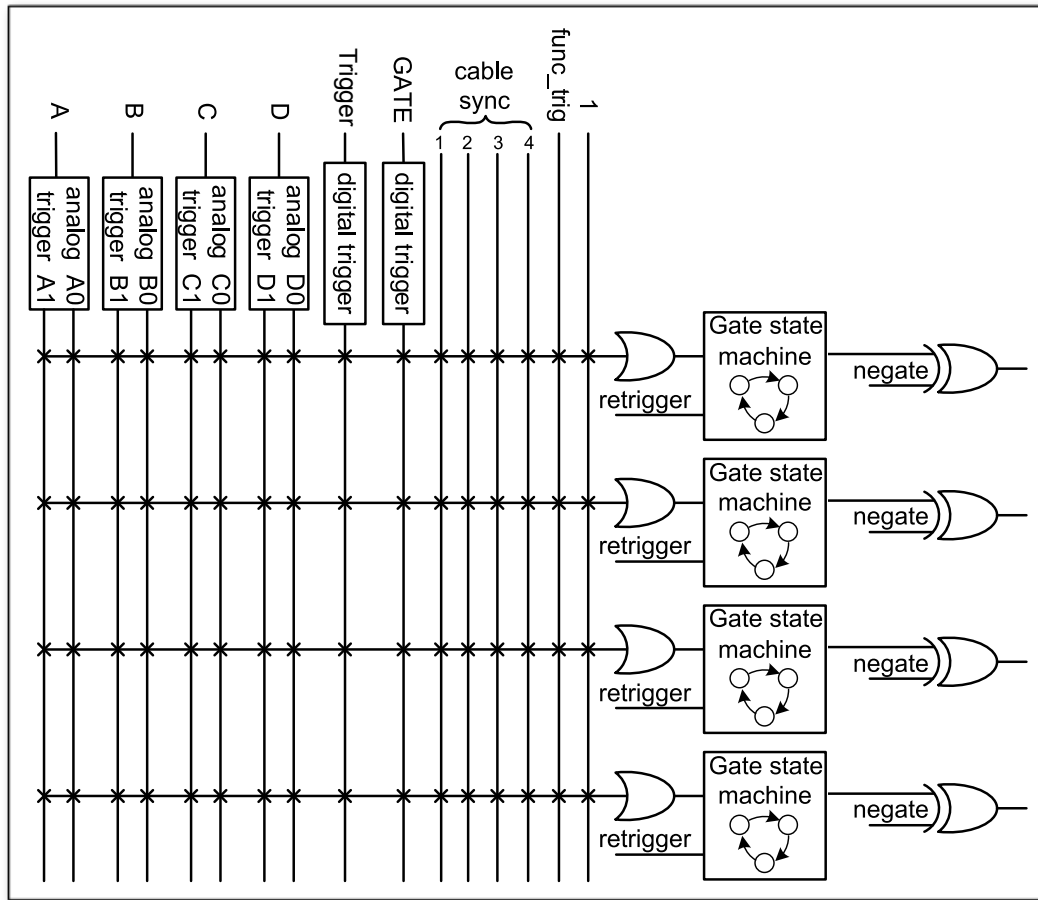 A
B
C
D
Trigger
GATE
cable
sync
1
2
3
4
func_trig
1
analog A0
trigger A1
analog B0
trigger B1
analog C0
trigger C1
analog D0
trigger D1
digital trigger
digital trigger
Gate state
machine
retrigger
negate
Gate state
machine
retrigger
negate
Gate state
machine
retrigger
negate
Gate state
machine
retrigger
negate